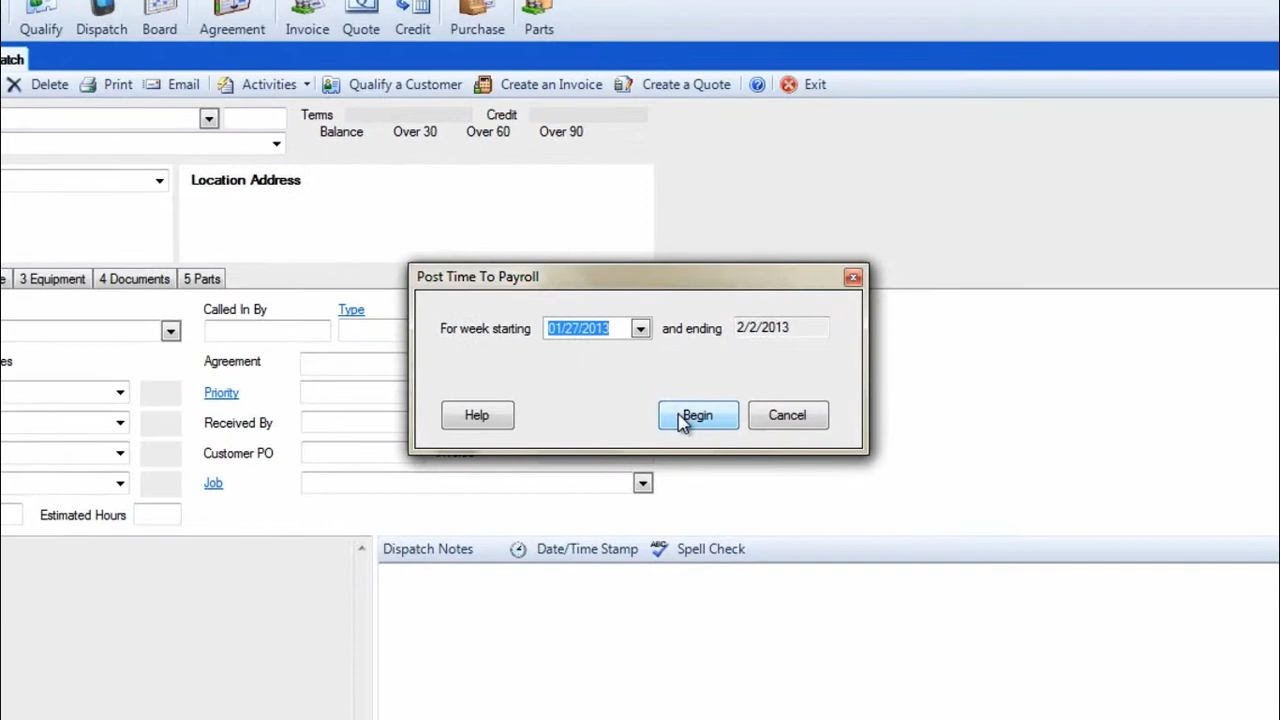 Qualify Dispatch Board Agreement Invoice Quote Credit Purchase Parts
atch
Delete Print Email Activities Qualify a Customer Create an Invoice Create a Quote Exit
Terms Credit
Balance Over 30 Over 60 Over 90
Location Address
e 3 Equipment 4 Documents 5 Parts
Called In By Type
es Agreement
Priority
Received By
Customer PO
Job
Estimated Hours
Post Time To Payroll
For week starting 01/27/2013 and ending 2/2/2013
Help Begin Cancel
Dispatch Notes Date/Time Stamp ABC Spell Check